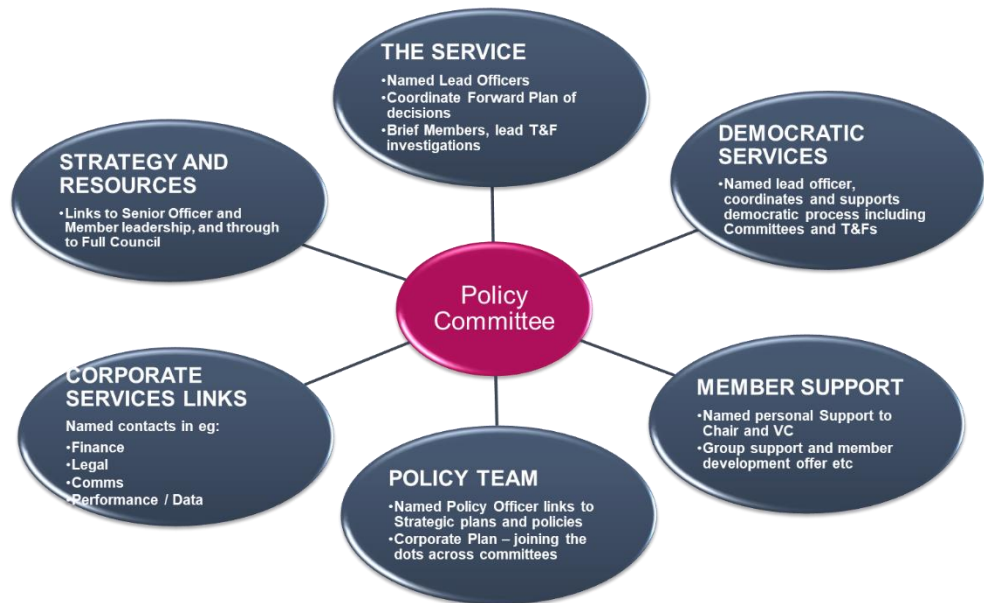 THE SERVICE
•Named Lead Officers
•Coordinate Forward Plan of
decisions
•Brief Members, lead T&F
investigations
STRATEGY AND
RESOURCES
•Links to Senior Officer and
Member leadership, and through
to Full Council
DEMOCRATIC
SERVICES
•Named lead officer,
coordinates and supports
democratic process including
Committees and T&Fs
Policy
Committee
CORPORATE
SERVICES LINKS
Named contacts in eg:
•Finance
•Legal
•Comms
•Performance / Data
MEMBER SUPPORT
•Named personal Support to
Chair and VC
•Group support and member
development offer etc
POLICY TEAM
•Named Policy Officer links to
Strategic plans and policies
•Corporate Plan – joining the
dots across committees